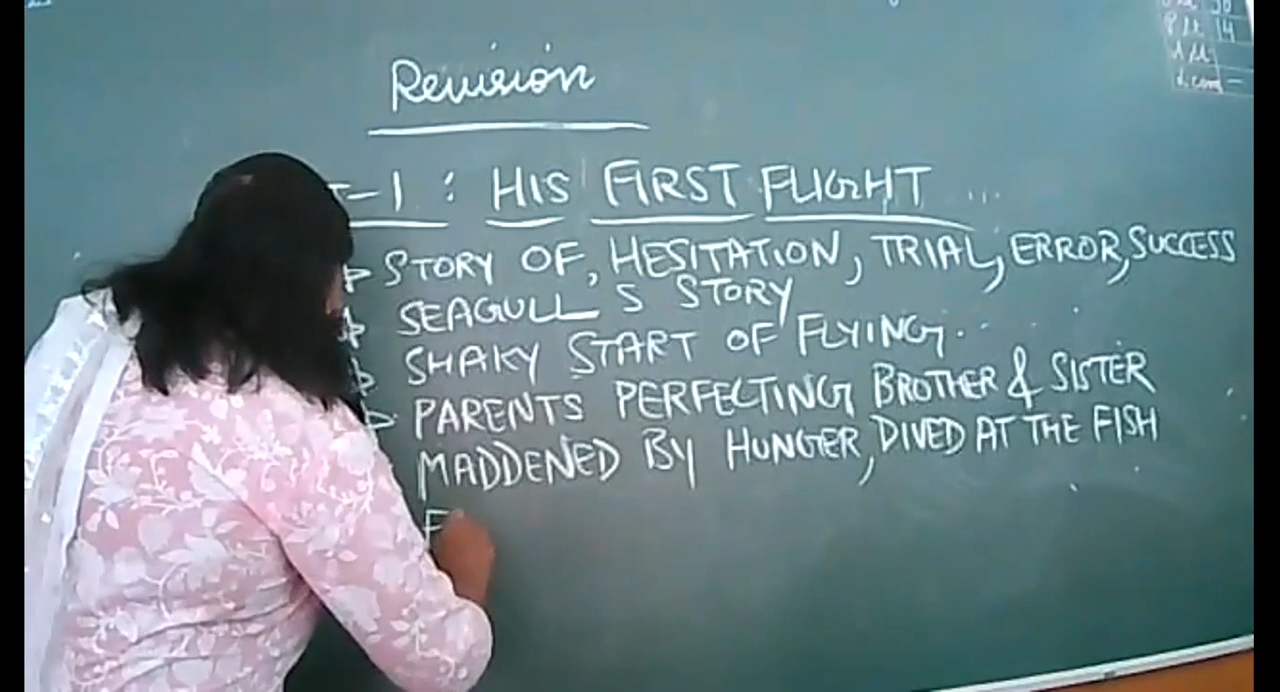 Revision
-1 : HIS FIRST FLIGHT ...
STORY OF, HESITATION, TRIAL, ERROR, SUCCESS
SEAGULL S STORY
SHAKY START OF FLYING.
PARENTS PERFECTING BROTHER & SISTER
MADDENED BY HUNGER, DIVED AT THE FISH
F
14